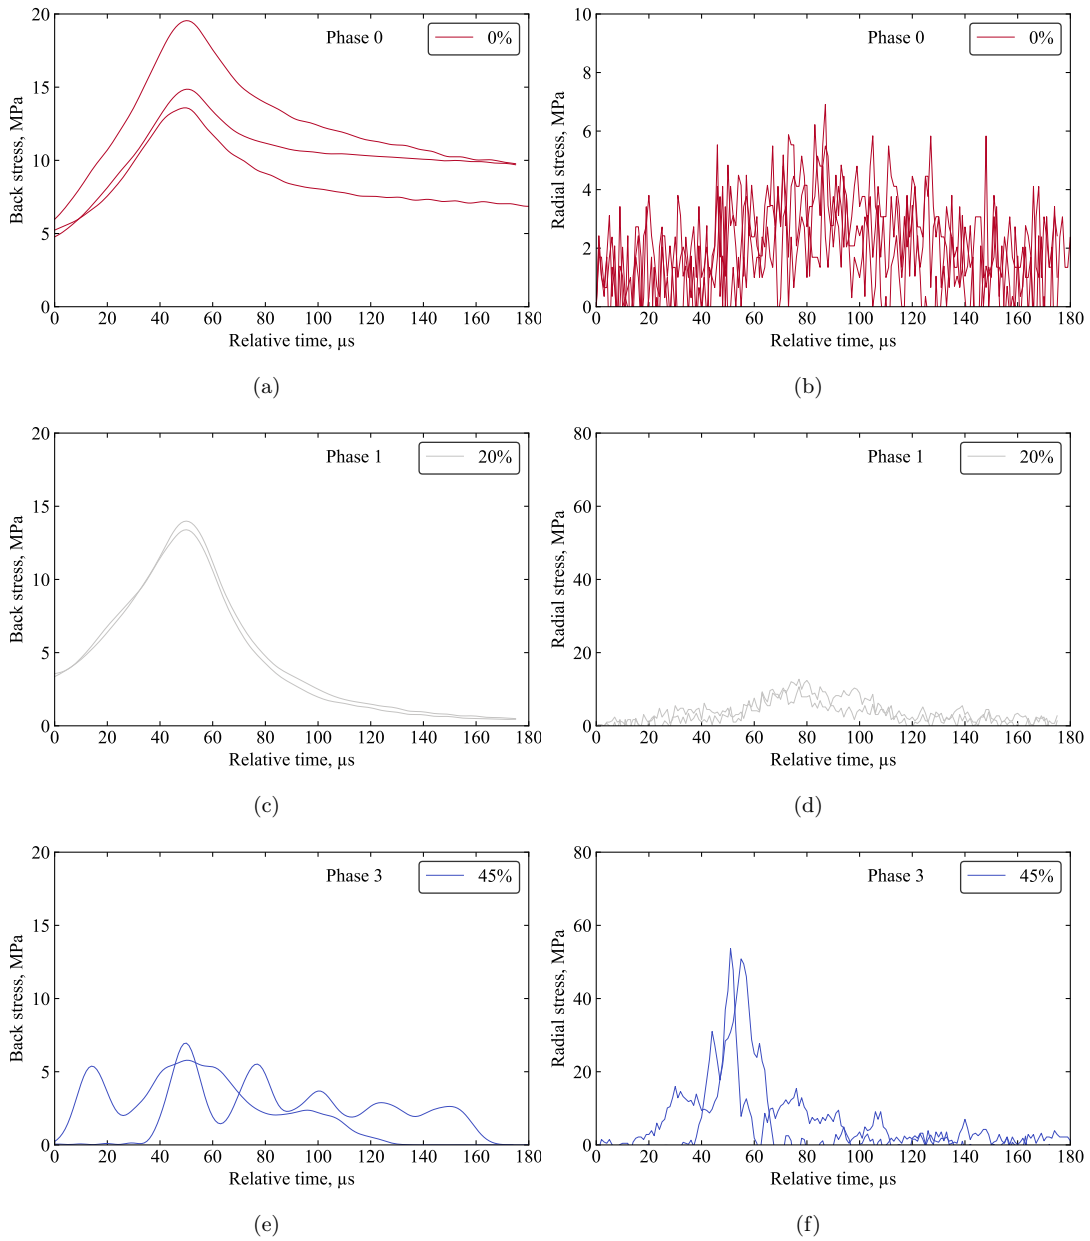 20
15
10
5
0
Back stress, MPa
Phase 0
0%
0 20 40 60 80 100 120 140 160 180
Relative time, µs
(a)
10
8
6
4
2
0
Radial stress, MPa
Phase 0
0%
0 20 40 60 80 100 120 140 160 180
Relative time, µs
(b)
20
15
10
5
0
Back stress, MPa
Phase 1
20%
0 20 40 60 80 100 120 140 160 180
Relative time, µs
(c)
80
60
40
20
0
Radial stress, MPa
Phase 1
20%
0 20 40 60 80 100 120 140 160 180
Relative time, µs
(d)
20
15
10
5
0
Back stress, MPa
Phase 3
45%
0 20 40 60 80 100 120 140 160 180
Relative time, µs
(e)
80
60
40
20
0
Radial stress, MPa
Phase 3
45%
0 20 40 60 80 100 120 140 160 180
Relative time, µs
(f)